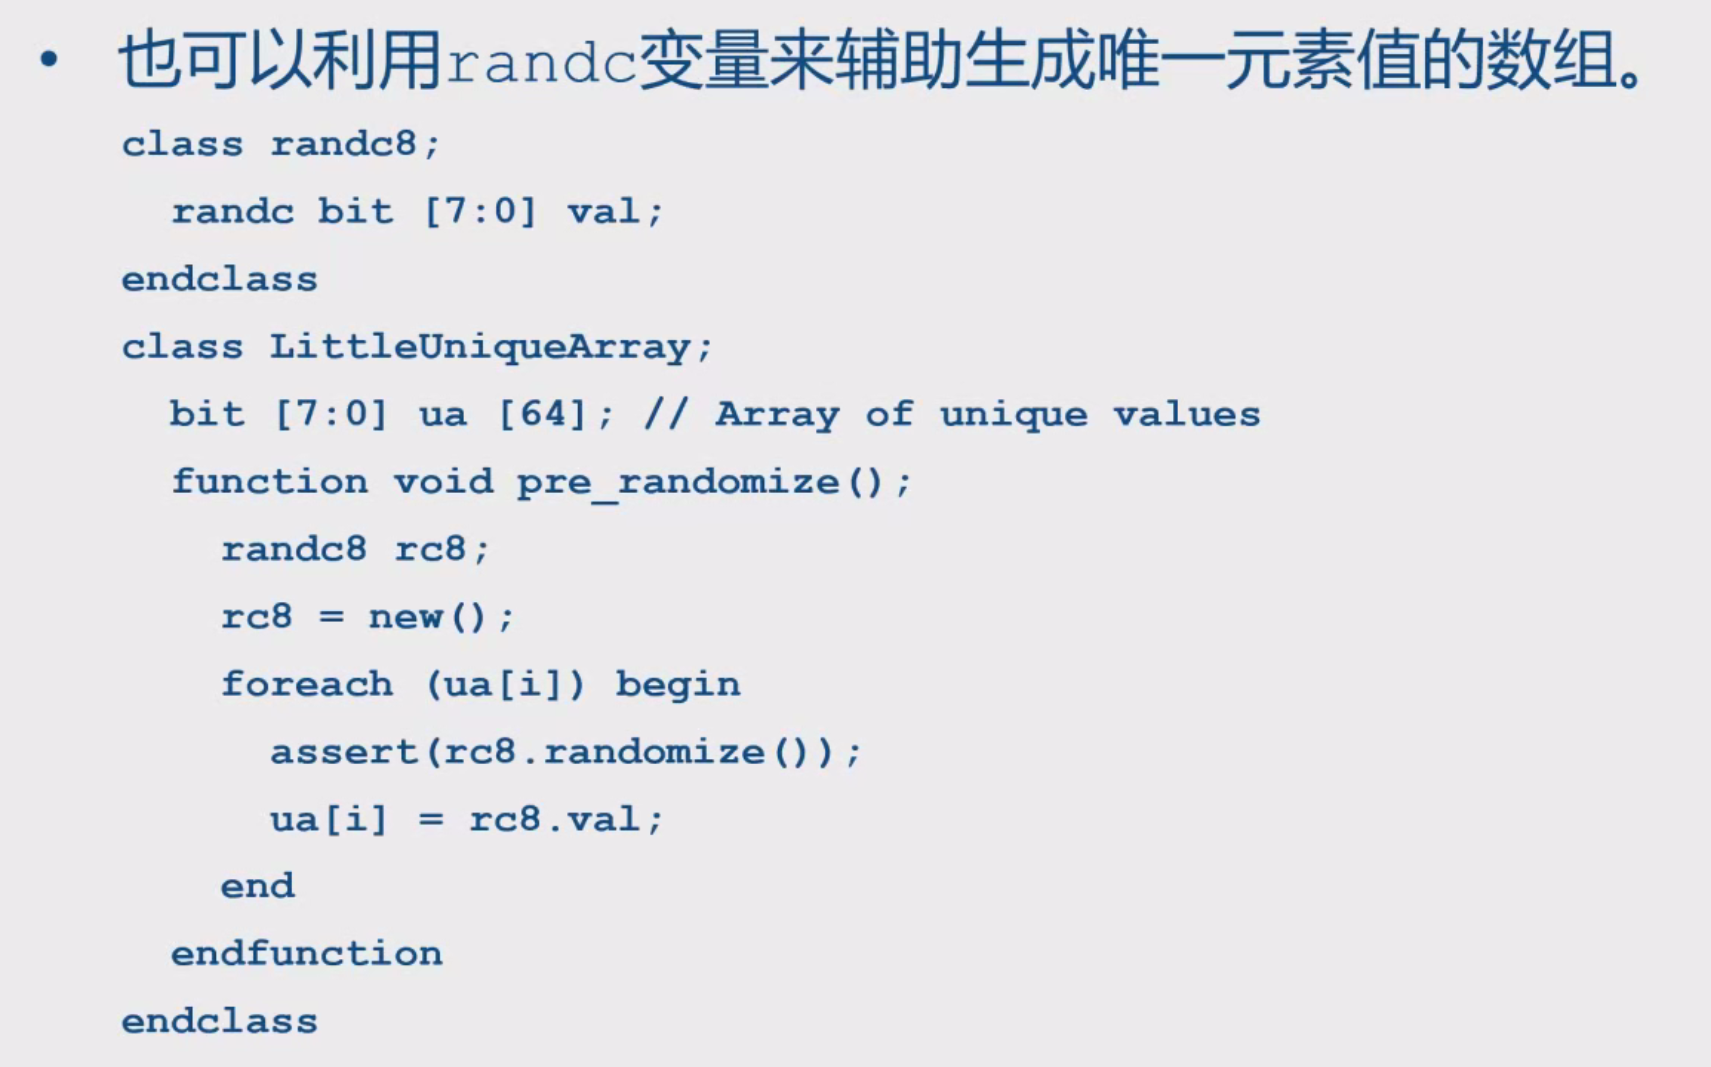 • 也可以利用randc变量来辅助生成唯一元素值的数组。
class randc8;
  randc bit [7:0] val;
endclass
class LittleUniqueArray;
  bit [7:0] ua [64]; // Array of unique values
  function void pre_randomize();
    randc8 rc8;
    rc8 = new();
    foreach (ua[i]) begin
      assert(rc8.randomize());
      ua[i] = rc8.val;
    end
  endfunction
endclass